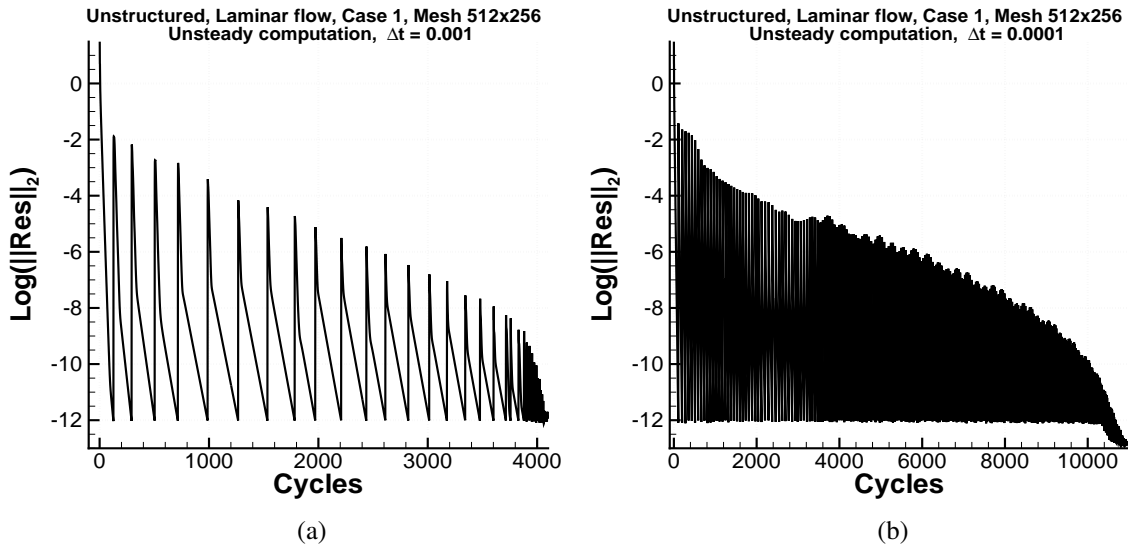 Unstructured, Laminar flow, Case 1, Mesh 512x256
Unsteady computation, Δt = 0.001
0
-2
-4
-6
-8
-10
-12
Log(||Res||₂)
0 1000 2000 3000 4000
Cycles
(a)
Unstructured, Laminar flow, Case 1, Mesh 512x256
Unsteady computation, Δt = 0.0001
0
-2
-4
-6
-8
-10
-12
Log(||Res||₂)
0 2000 4000 6000 8000 10000
Cycles
(b)